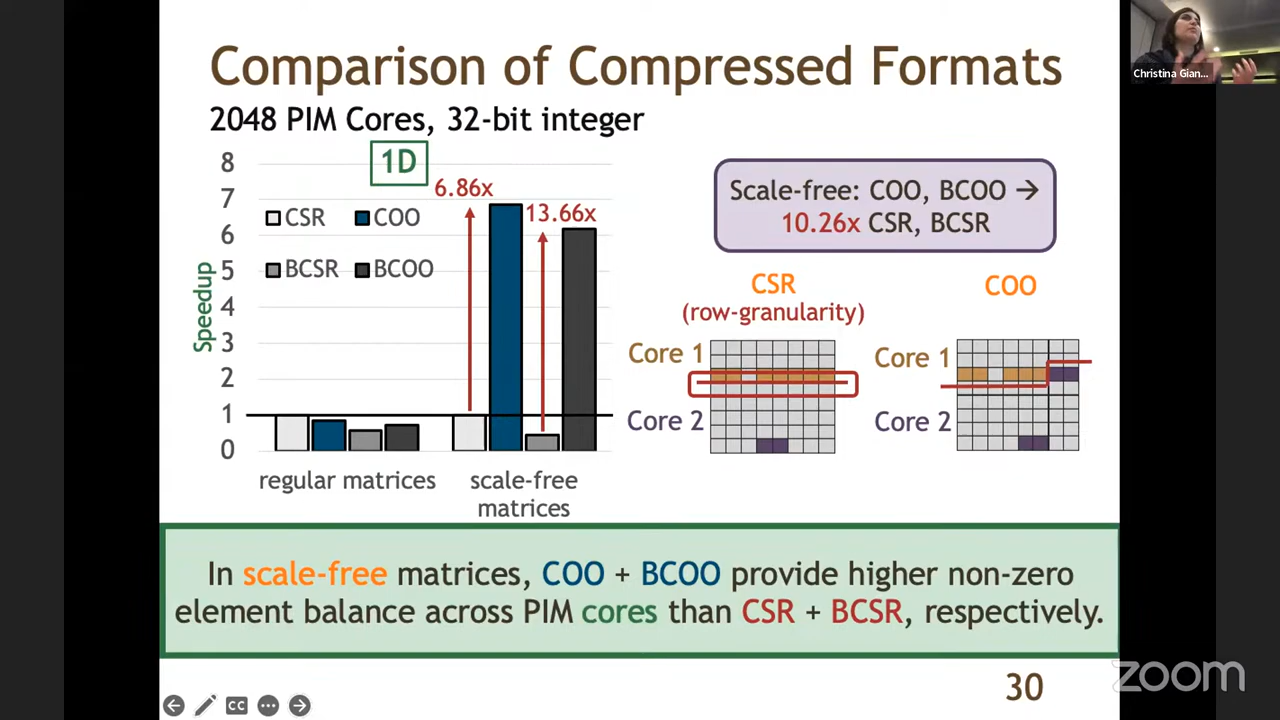 Comparison of Compressed Formats
2048 PIM Cores, 32-bit integer
1D
8
7
6
5
4
3
2
1
0
Speedup
CSR
COO
BCSR
BCOO
6.86x
13.66x
regular matrices
scale-free
matrices
Scale-free: COO, BCOO →
10.26x CSR, BCSR
CSR
(row-granularity)
Core 1
Core 2
COO
Core 1
Core 2
In scale-free matrices, COO + BCOO provide higher non-zero
element balance across PIM cores than CSR + BCSR, respectively.
30
CC
zoom
Christina Gian...